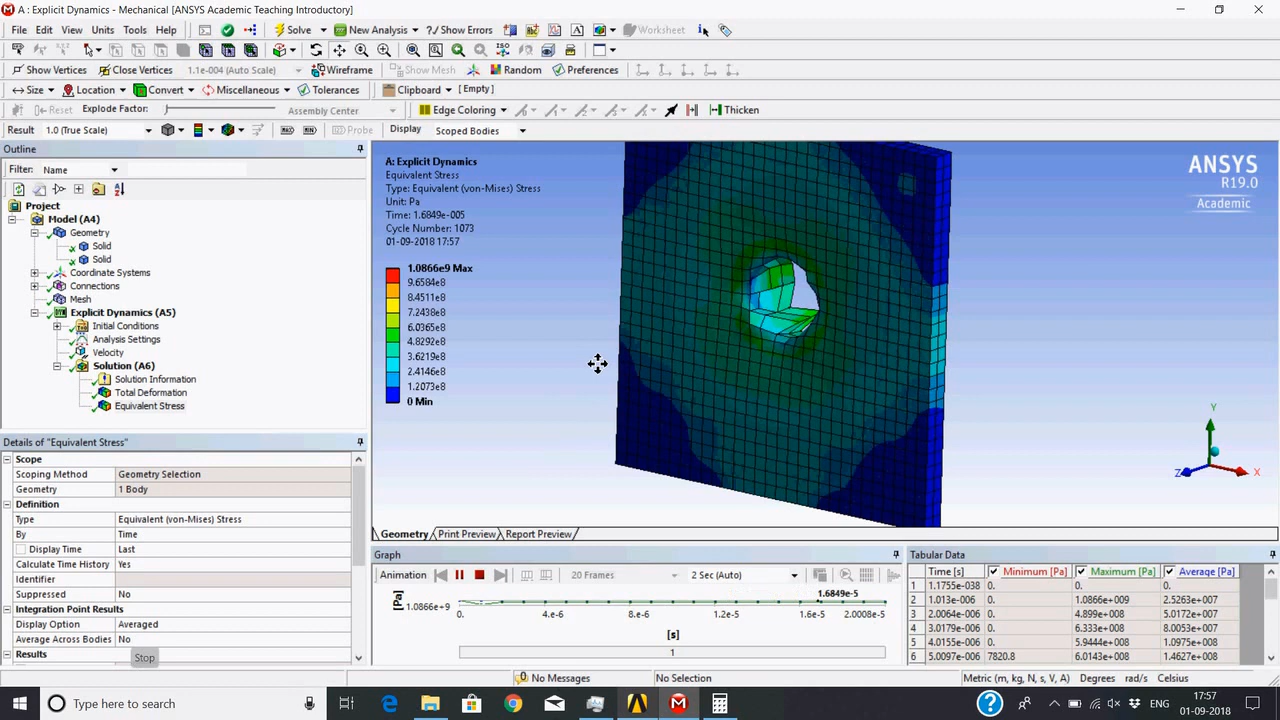 A : Explicit Dynamics - Mechanical [ANSYS Academic Teaching Introductory]
File Edit View Units Tools Help Solve New Analysis ?/ Show Errors Worksheet
Show Vertices Close Vertices 1.1e-004 (Auto Scale) Wireframe Show Mesh Random Preferences
Size Location Convert Miscellaneous Tolerances Clipboard [ Empty ]
Reset Explode Factor: Assembly Center Edge Coloring Thicken
Result 1.0 (True Scale) Probe Display Scoped Bodies
Outline
Filter: Name
Project
Model (A4)
Geometry
Solid
Solid
Coordinate Systems
Connections
Mesh
Explicit Dynamics (A5)
Initial Conditions
Analysis Settings
Velocity
Solution (A6)
Solution Information
Total Deformation
Equivalent Stress
Details of "Equivalent Stress"
Scope
Scoping Method Geometry Selection
Geometry 1 Body
Definition
Type Equivalent (von-Mises) Stress
By Time
Display Time Last
Calculate Time History Yes
Identifier
Suppressed No
Integration Point Results
Display Option Averaged
Average Across Bodies No
Results
Stop
A: Explicit Dynamics
Equivalent Stress
Type: Equivalent (von-Mises) Stress
Unit: Pa
Time: 1.6849e-005
Cycle Number: 1073
01-09-2018 17:57
1.0866e9 Max
9.6584e8
8.4511e8
7.2438e8
6.0365e8
4.8292e8
3.6219e8
2.4146e8
1.2073e8
0 Min
ANSYS
R19.0
Academic
Y
Z
X
Geometry Print Preview Report Preview
Graph
Animation 20 Frames 2 Sec (Auto)
1.6849e-5
[Pa]
1.0866e+9
0. 4.e-6 8.e-6 1.2e-5 1.6e-5 2.0008e-5
[s]
1
Tabular Data
Time [s] Minimum [Pa] Maximum [Pa] Average [Pa]
1 1.1755e-038 0. 0. 0.
2 1.013e-006 0. 1.0866e+009 2.5263e+007
3 2.0064e-006 0. 4.899e+008 5.0172e+007
4 3.0179e-006 0. 6.333e+008 8.0053e+007
5 4.0155e-006 0. 5.9444e+008 1.0975e+008
6 5.0097e-006 7820.8 6.0143e+008 1.4627e+008
0 No Messages No Selection Metric (m, kg, N, s, V, A) Degrees rad/s Celsius
Type here to search
ENG
17:57
01-09-2018